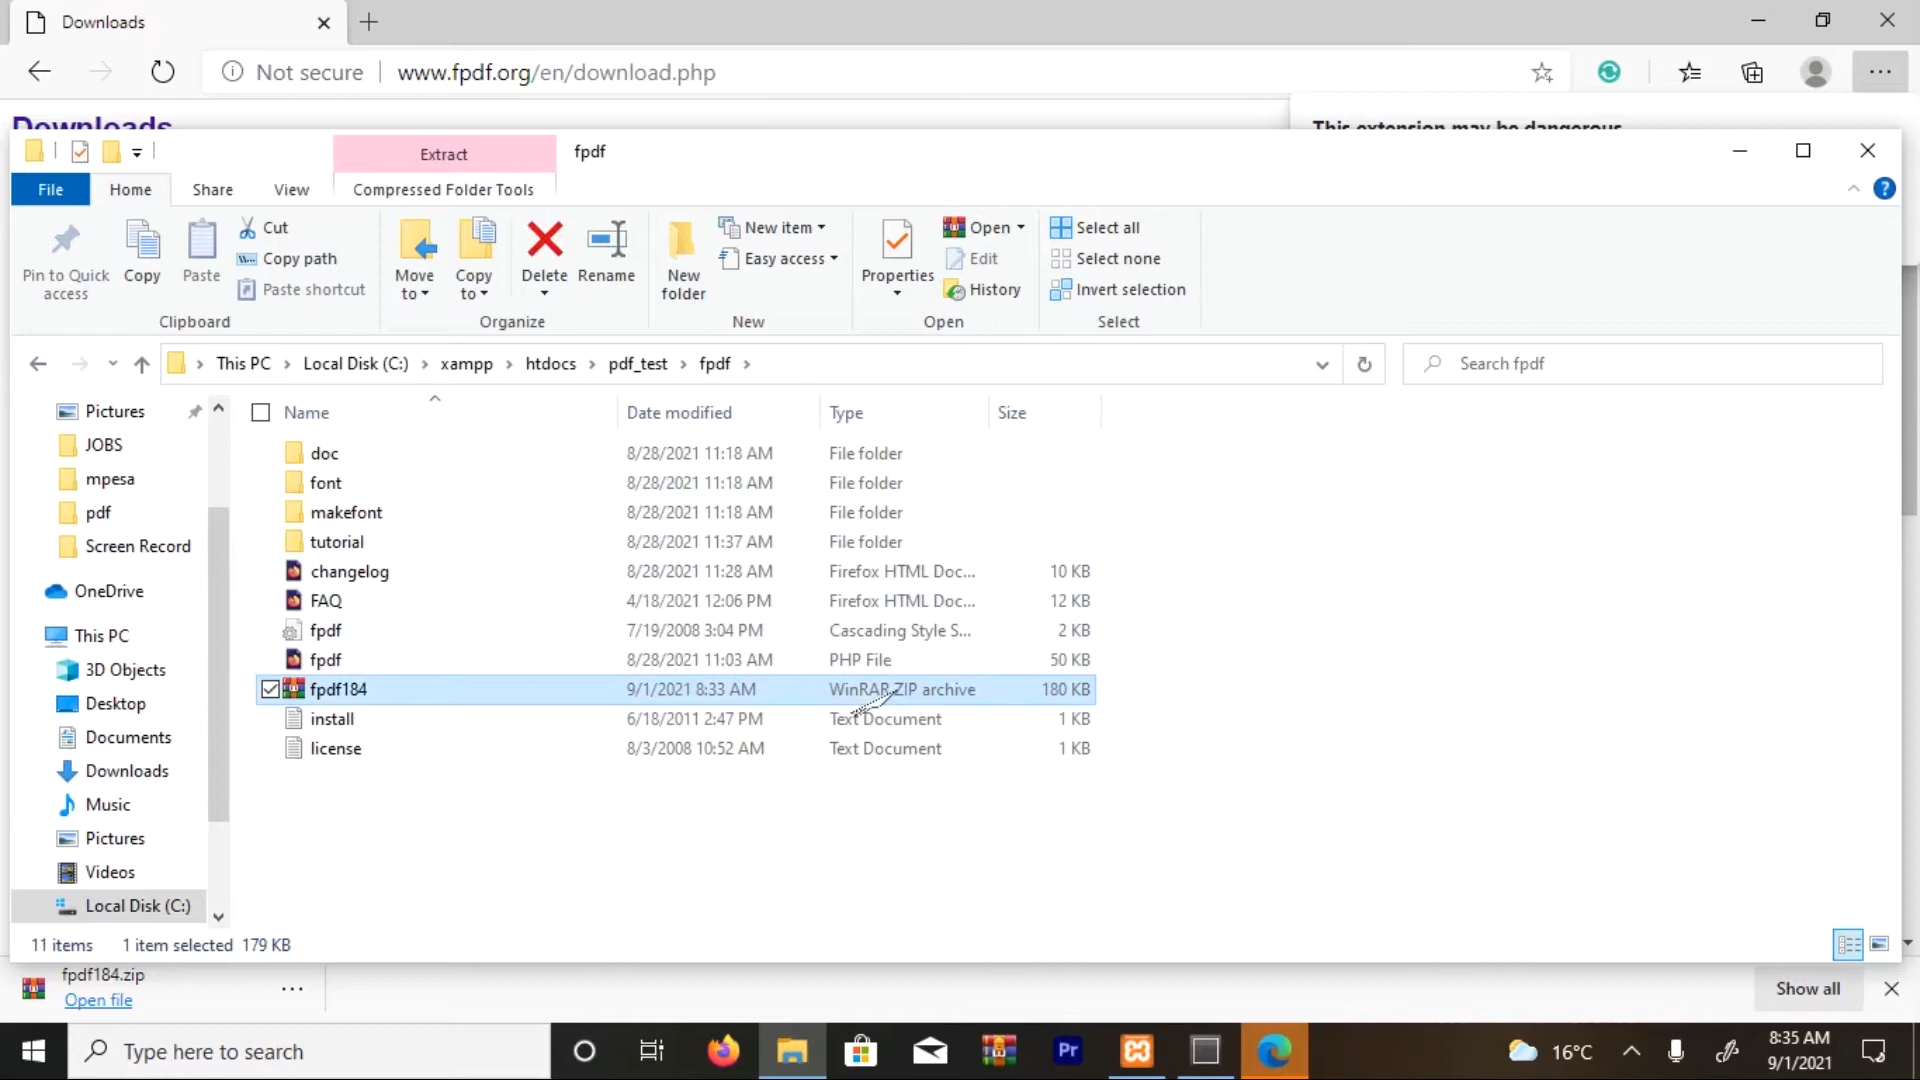 Downloads
Not secure
www.fpdf.org/en/download.php
Downloads
This extension may be dangerous
Extract
fpdf
File
Home
Share
View
Compressed Folder Tools
Pin to Quick access
Copy
Paste
Cut
Copy path
Paste shortcut
Move to
Copy to
Delete
Rename
New folder
New item
Easy access
Properties
Open
Edit
History
Select all
Select none
Invert selection
Clipboard
Organize
New
Open
Select
This PC > Local Disk (C:) > xampp > htdocs > pdf_test > fpdf >
Search fpdf
Pictures
JOBS
mpesa
pdf
Screen Record
OneDrive
This PC
3D Objects
Desktop
Documents
Downloads
Music
Pictures
Videos
Local Disk (C:)
Name Date modified Type Size
doc 8/28/2021 11:18 AM File folder
font 8/28/2021 11:18 AM File folder
makefont 8/28/2021 11:18 AM File folder
tutorial 8/28/2021 11:37 AM File folder
changelog 8/28/2021 11:28 AM Firefox HTML Doc... 10 KB
FAQ 4/18/2021 12:06 PM Firefox HTML Doc... 12 KB
fpdf 7/19/2008 3:04 PM Cascading Style S... 2 KB
fpdf 8/28/2021 11:03 AM PHP File 50 KB
fpdf184 9/1/2021 8:33 AM WinRAR ZIP archive 180 KB
install 6/18/2011 2:47 PM Text Document 1 KB
license 8/3/2008 10:52 AM Text Document 1 KB
11 items 1 item selected 179 KB
fpdf184.zip
Open file
Show all
Type here to search
Pr
16°C
8:35 AM
9/1/2021